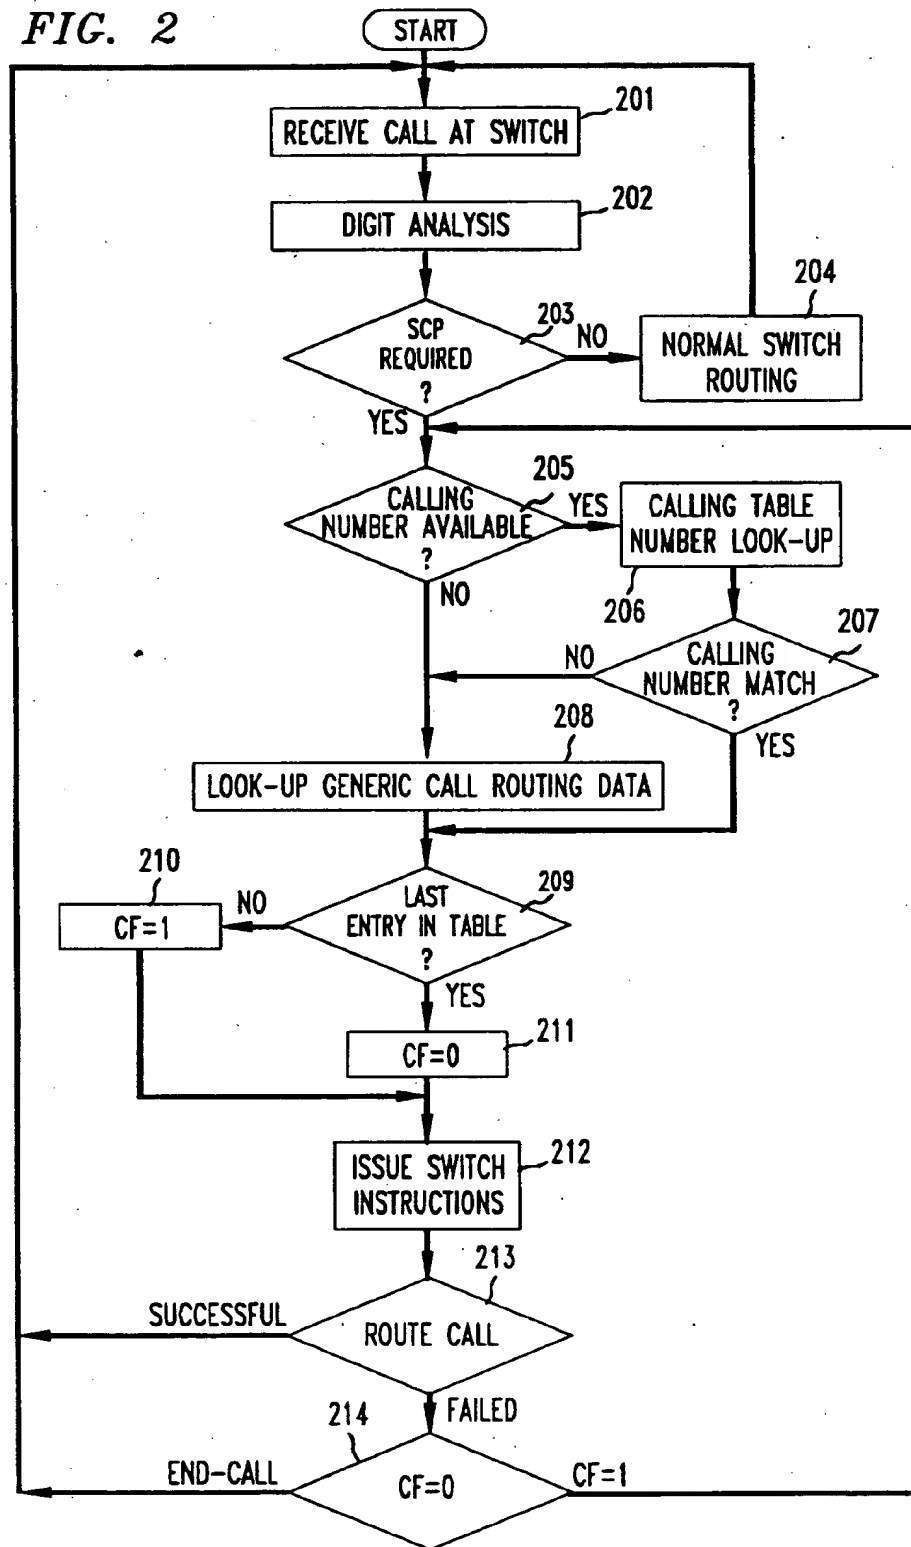 FIG. 2
START
201
RECEIVE CALL AT SWITCH
202
DIGIT ANALYSIS
204
203
SCP
REQUIRED
?
NO
NORMAL SWITCH
ROUTING
YES
205
CALLING
NUMBER AVAILABLE
?
YES
CALLING TABLE
NUMBER LOOK-UP
NO
206
207
NO
CALLING
NUMBER MATCH
?
YES
208
LOOK-UP GENERIC CALL ROUTING DATA
210
209
NO
LAST
ENTRY IN TABLE
?
CF=1
YES
211
CF=0
212
ISSUE SWITCH
INSTRUCTIONS
213
SUCCESSFUL
ROUTE CALL
FAILED
214
END-CALL
CF=0
CF=1